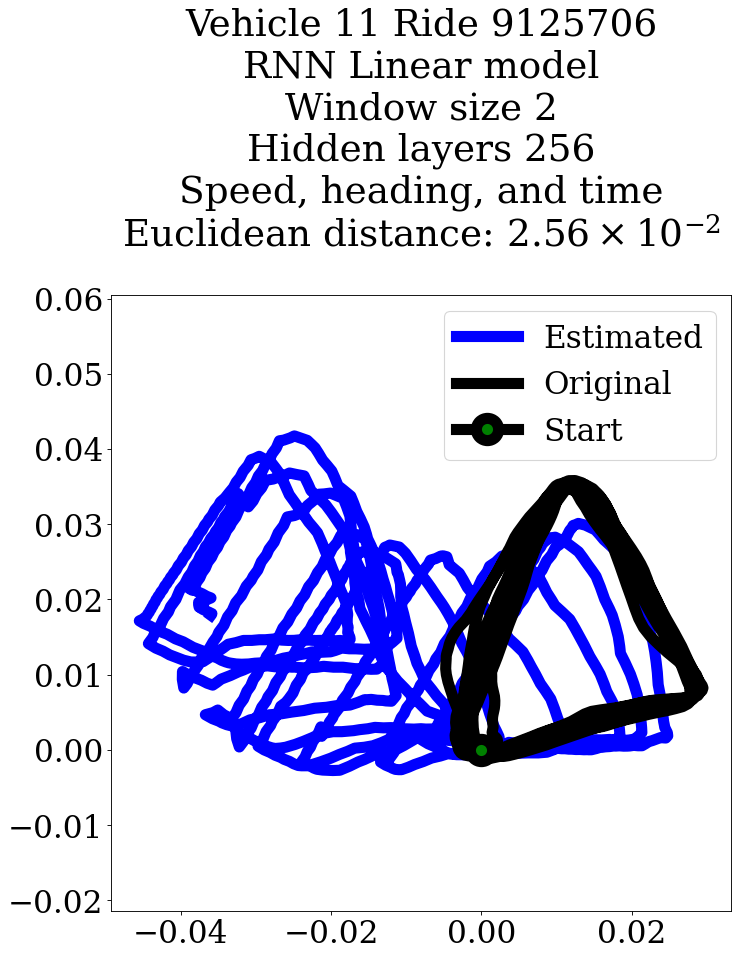 Vehicle 11 Ride 9125706
RNN Linear model
Window size 2
Hidden layers 256
Speed, heading, and time
Euclidean distance: 2.56 × 10⁻²
0.06
0.05
0.04
0.03
0.02
0.01
0.00
−0.01
−0.02
Estimated
Original
Start
−0.04
−0.02
0.00
0.02